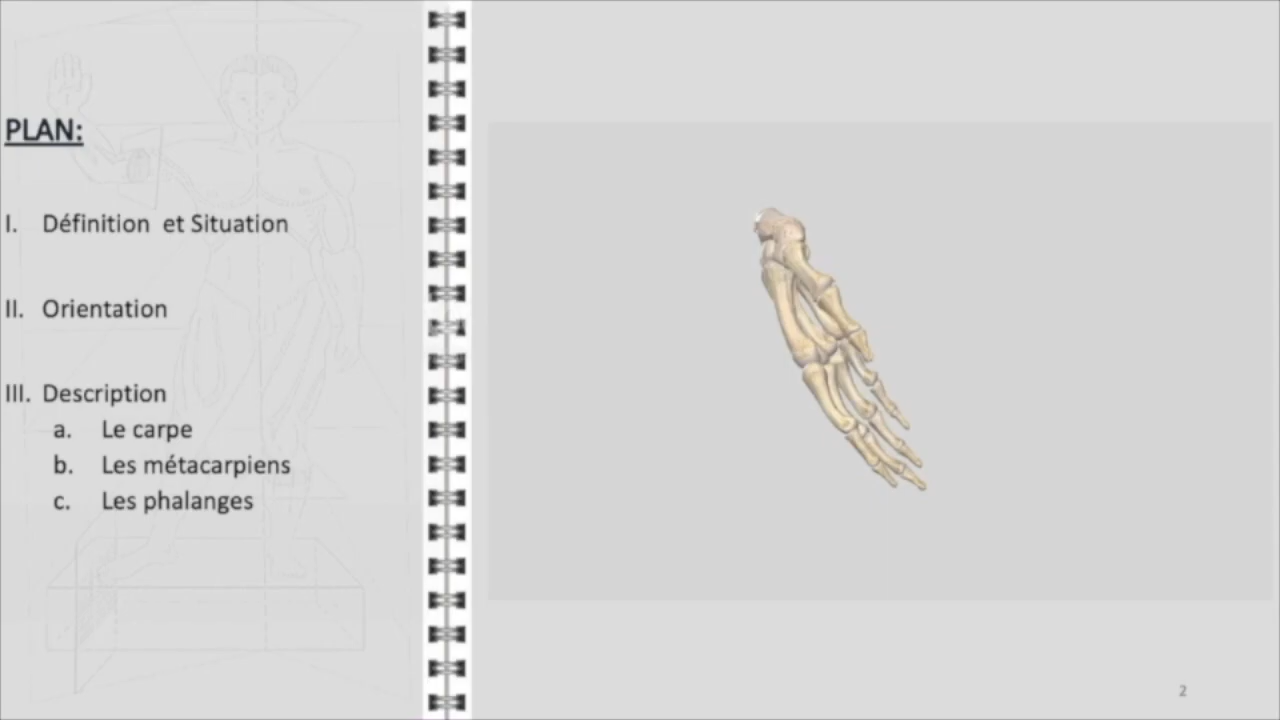 PLAN:
I. Définition et Situation
II. Orientation
III. Description
a. Le carpe
b. Les métacarpiens
c. Les phalanges
2